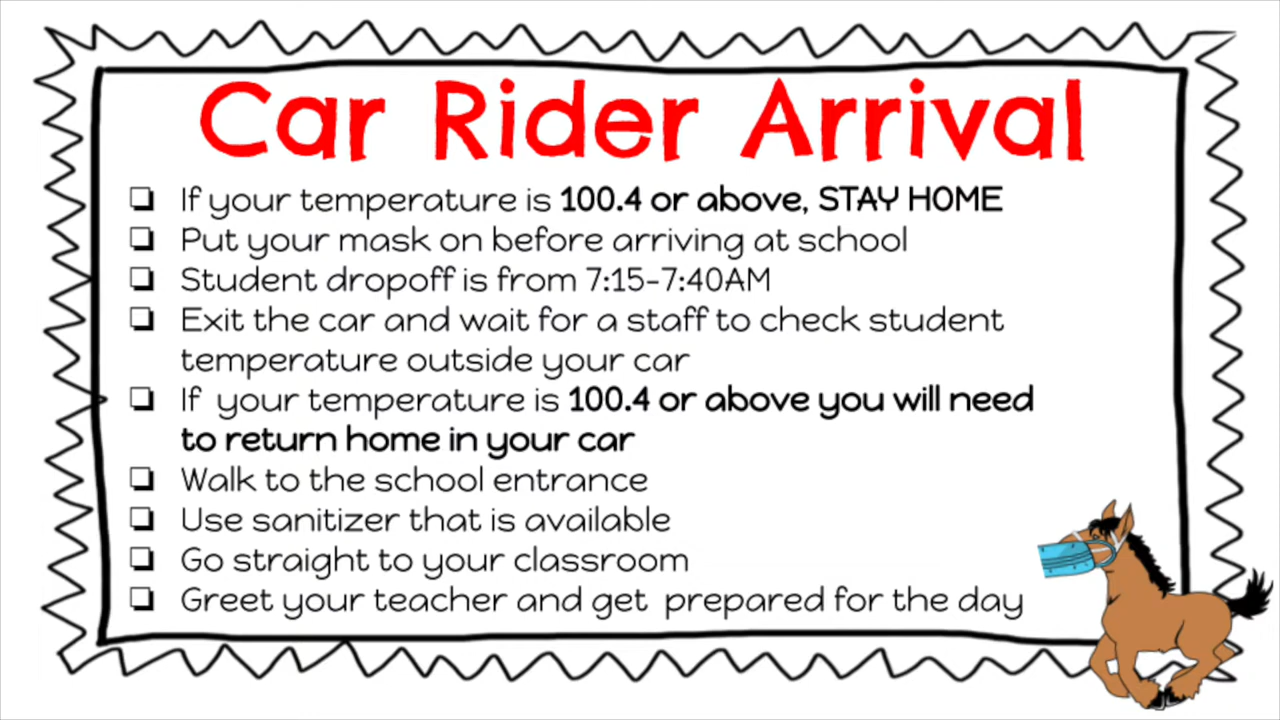 Car Rider Arrival
❏ If your temperature is 100.4 or above, STAY HOME
❏ Put your mask on before arriving at school
❏ Student dropoff is from 7:15-7:40AM
❏ Exit the car and wait for a staff to check student
temperature outside your car
❏ If your temperature is 100.4 or above you will need
to return home in your car
❏ Walk to the school entrance
❏ Use sanitizer that is available
❏ Go straight to your classroom
❏ Greet your teacher and get prepared for the day